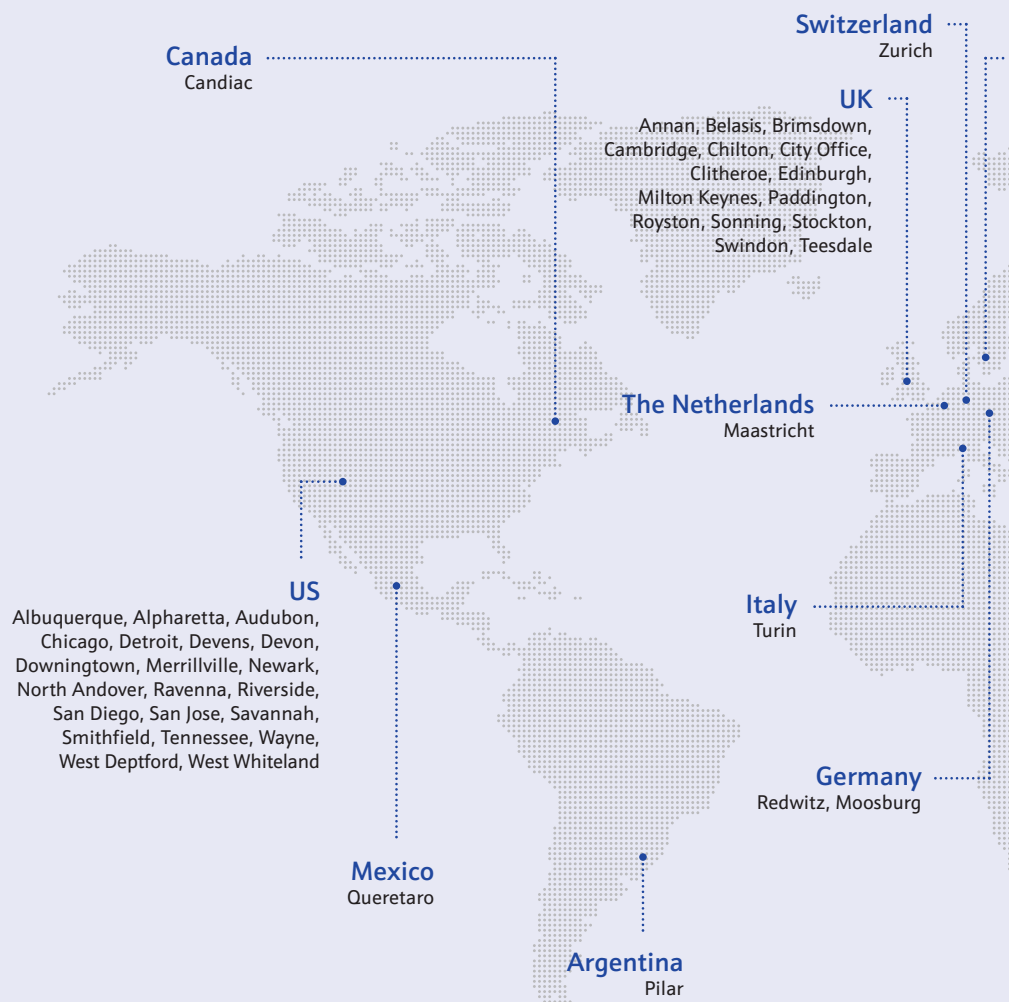 Switzerland
Zurich
Canada
Candiac
UK
Annan, Belasis, Brimsdown,
Cambridge, Chilton, City Office,
Clitheroe, Edinburgh,
Milton Keynes, Paddington,
Royston, Sonning, Stockton,
Swindon, Teesdale
The Netherlands
Maastricht
US
Albuquerque, Alpharetta, Audubon,
Chicago, Detroit, Devens, Devon,
Downingtown, Merrillville, Newark,
North Andover, Ravenna, Riverside,
San Diego, San Jose, Savannah,
Smithfield, Tennessee, Wayne,
West Deptford, West Whiteland
Italy
Turin
Germany
Redwitz, Moosburg
Mexico
Queretaro
Argentina
Pilar